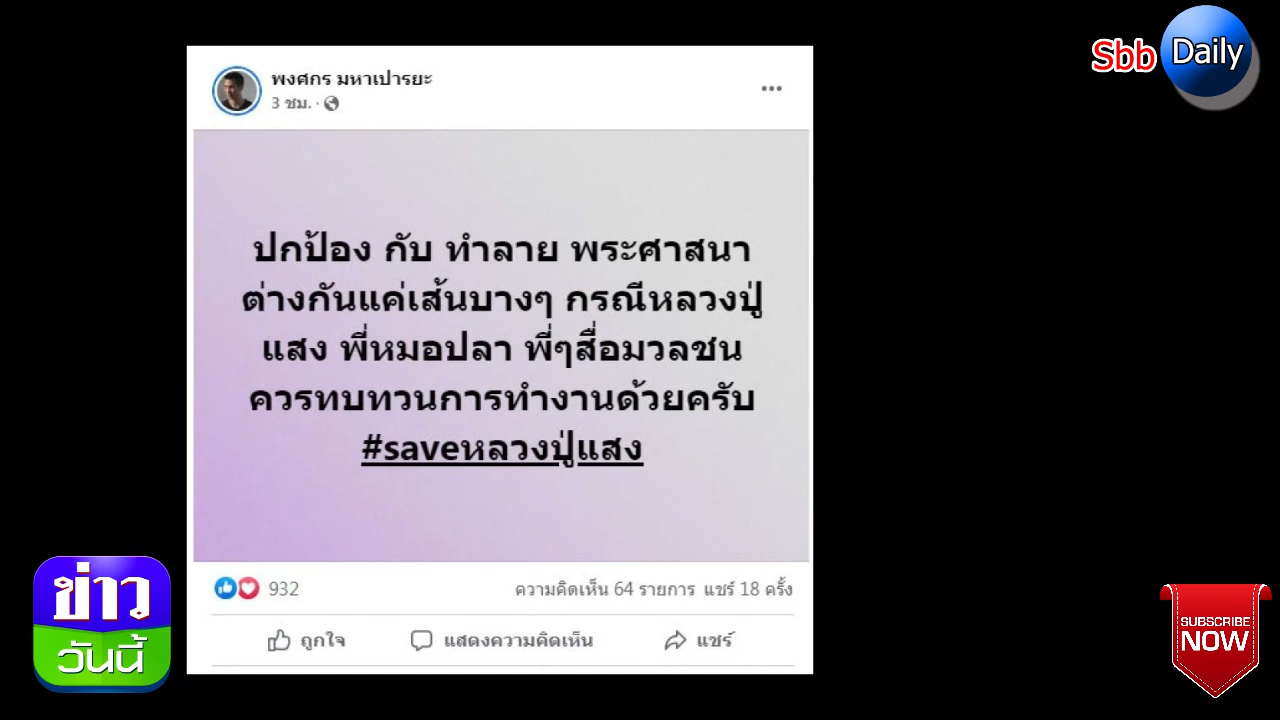 พงศกร มหาเปารยะ
3 ชม. ·
Sbb Daily
ปกป้อง กับ ทำลาย พระศาสนา
ต่างกันแค่เส้นบางๆ กรณีหลวงปู่
แสง พี่หมอปลา พี่ๆสื่อมวลชน
ควรทบทวนการทำงานด้วยครับ
#saveหลวงปู่แสง
932
ความคิดเห็น 64 รายการ แชร์ 18 ครั้ง
ถูกใจ
แสดงความคิดเห็น
แชร์
ข่าว
วันนี้
SUBSCRIBE
NOW